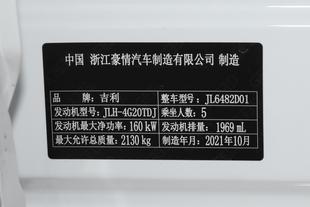 中国 浙江豪情汽车制造有限公司 制造
品牌: 吉利 整车型号: JL6482D01
发动机型号: JLH-4G20TDJ 乘坐人数: 5
发动机最大净功率: 160 kW 发动机排量: 1969 mL
最大允许总质量: 2130 kg 制造年月: 2021年10月